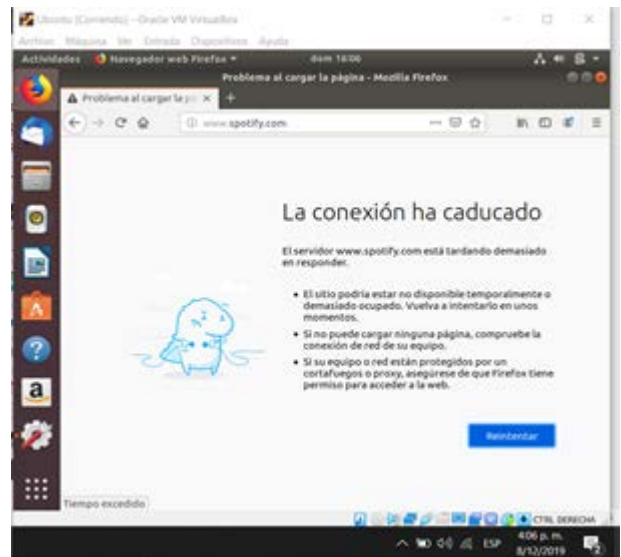 Ubuntu [Corriendo] - Oracle VM VirtualBox
Archivo Máquina Ver Entrada Dispositivos Ayuda
Actividades Navegador web Firefox dom 16:06
Problema al cargar la página - Mozilla Firefox
Problema al cargar la pá
www.spotify.com
La conexión ha caducado
El servidor www.spotify.com está tardando demasiado
en responder.
• El sitio podría estar no disponible temporalmente o
demasiado ocupado. Vuelva a intentarlo en unos
momentos.
• Si no puede cargar ninguna página, compruebe la
conexión de red de su equipo.
• Si su equipo o red están protegidos por un
cortafuegos o proxy, asegúrese de que Firefox tiene
permiso para acceder a la web.
Reintentar
Tiempo excedido
CTRL DERECHA
ESP
4:06 p. m.
8/12/2019